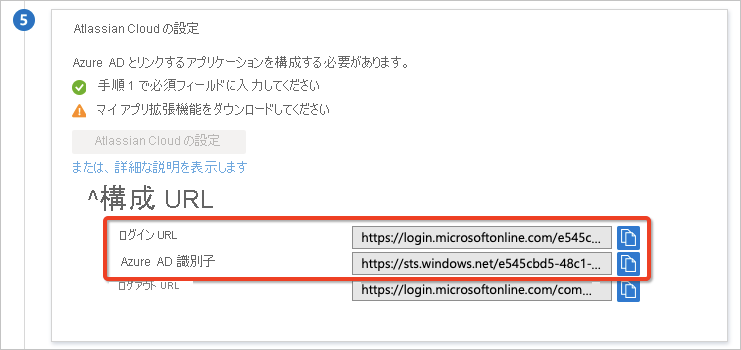 5
Atlassian Cloud の設定
Azure AD とリンクするアプリケーションを構成する必要があります。
手順 1 で必須フィールドに入力してください
マイ アプリ拡張機能をダウンロードしてください
Atlassian Cloud の設定
または、詳細な説明を表示します
^構成 URL
ログイン URL https://login.microsoftonline.com/e545c...
Azure AD 識別子 https://sts.windows.net/e545cbd5-48c1-...
ログアウト URL https://login.microsoftonline.com/com...